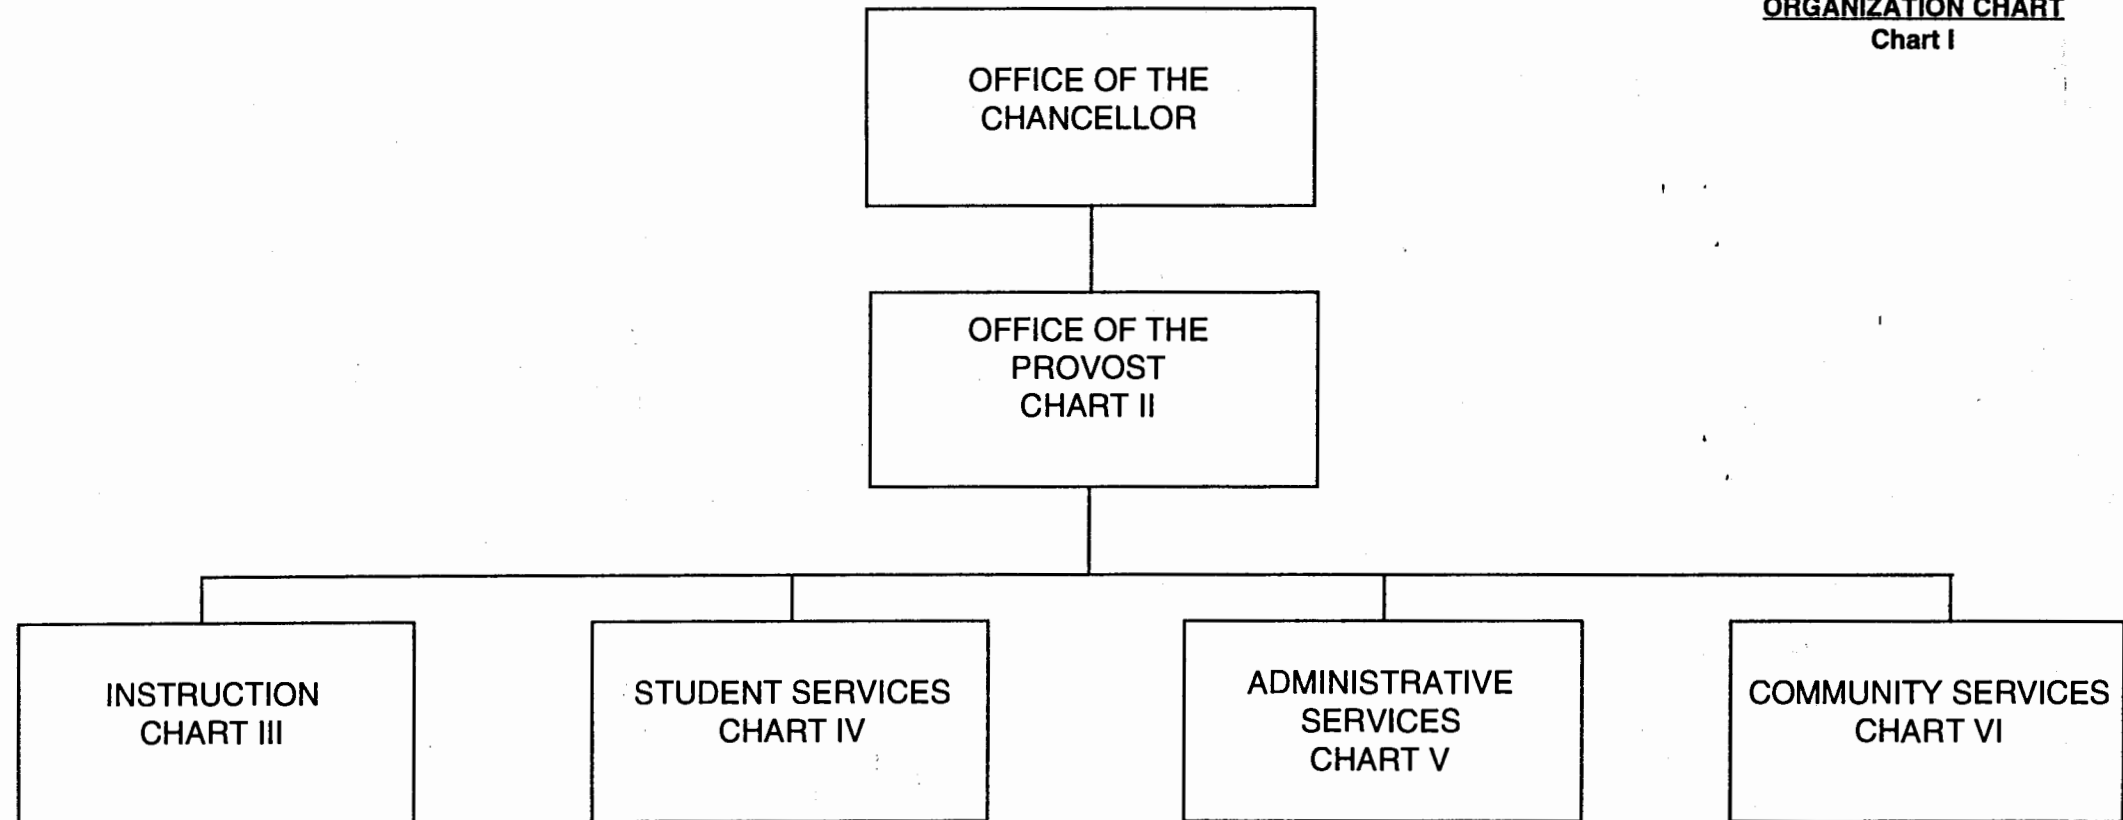 ORGANIZATION CHART
Chart I
OFFICE OF THE
CHANCELLOR
OFFICE OF THE
PROVOST
CHART II
INSTRUCTION
CHART III
STUDENT SERVICES
CHART IV
ADMINISTRATIVE
SERVICES
CHART V
COMMUNITY SERVICES
CHART VI